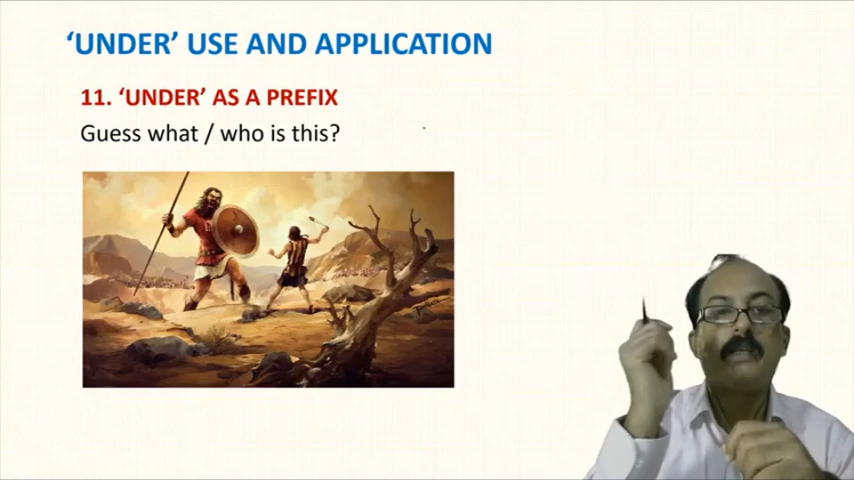 ‘UNDER’ USE AND APPLICATION
11. ‘UNDER’ AS A PREFIX
Guess what / who is this?